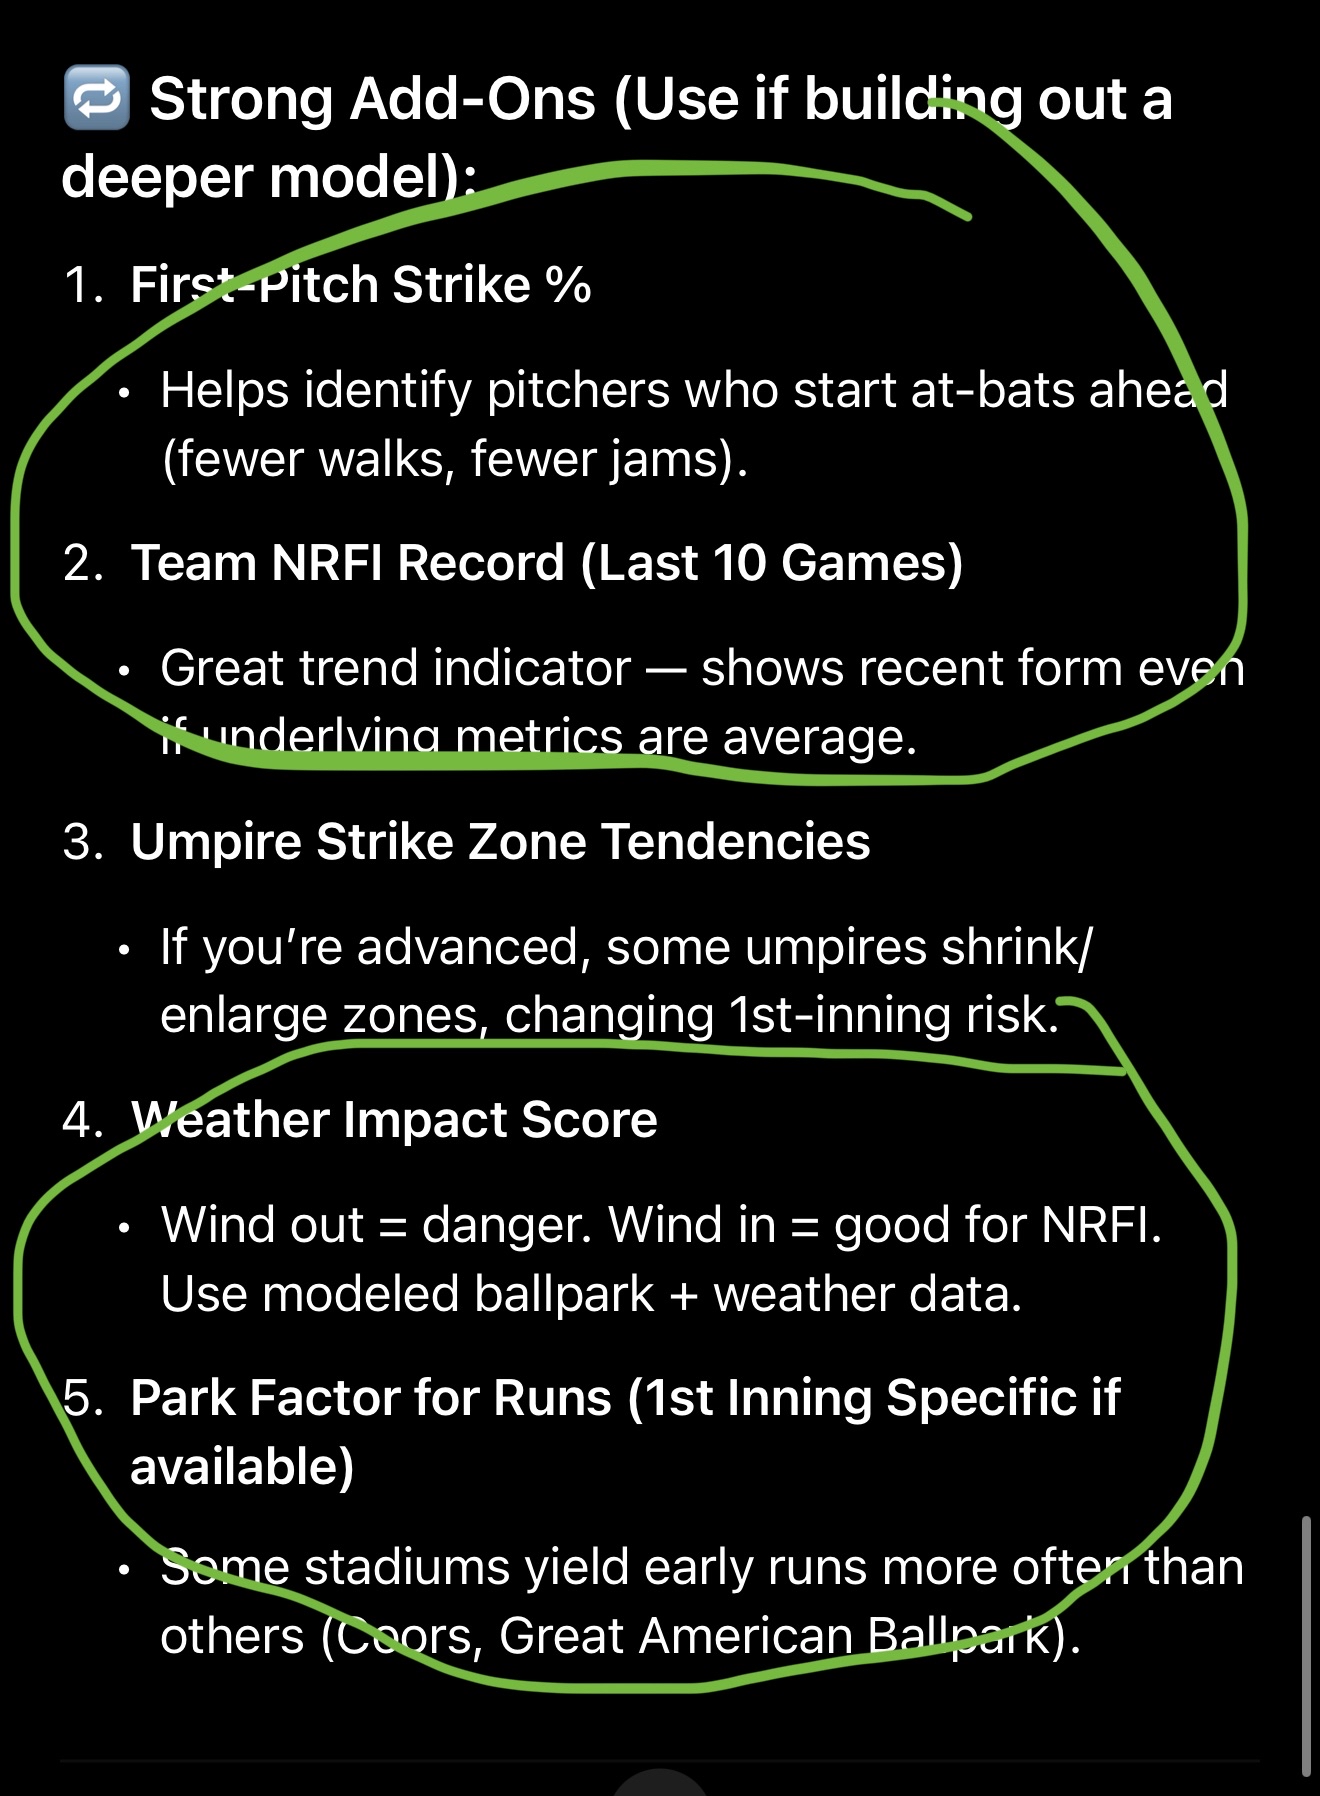 🔁 Strong Add-Ons (Use if building out a
deeper model):
1. First-Pitch Strike %
• Helps identify pitchers who start at-bats ahead
(fewer walks, fewer jams).
2. Team NRFI Record (Last 10 Games)
• Great trend indicator — shows recent form even
if underlying metrics are average.
3. Umpire Strike Zone Tendencies
• If you’re advanced, some umpires shrink/
enlarge zones, changing 1st-inning risk.
4. Weather Impact Score
• Wind out = danger. Wind in = good for NRFI.
Use modeled ballpark + weather data.
5. Park Factor for Runs (1st Inning Specific if
available)
• Some stadiums yield early runs more often than
others (Coors, Great American Ballpark).